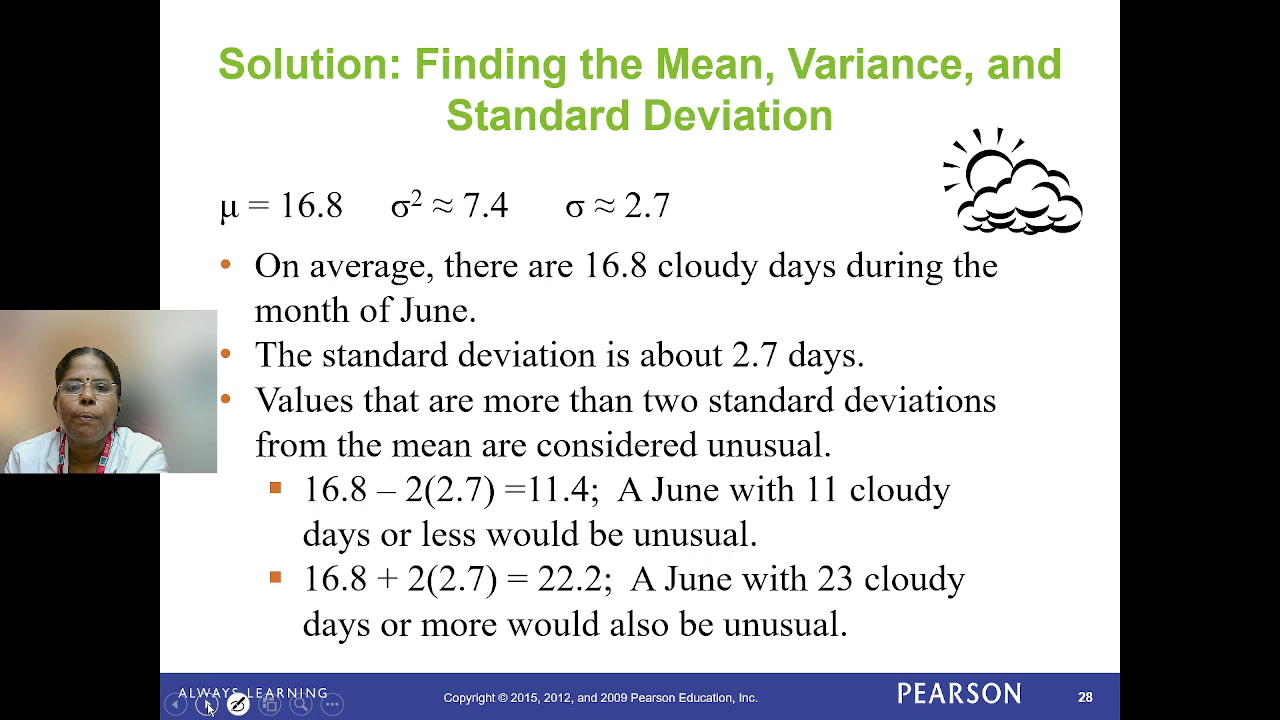 Solution: Finding the Mean, Variance, and
Standard Deviation
μ = 16.8 σ² ≈ 7.4 σ ≈ 2.7
• On average, there are 16.8 cloudy days during the
month of June.
• The standard deviation is about 2.7 days.
• Values that are more than two standard deviations
from the mean are considered unusual.
▪ 16.8 – 2(2.7) =11.4; A June with 11 cloudy
days or less would be unusual.
▪ 16.8 + 2(2.7) = 22.2; A June with 23 cloudy
days or more would also be unusual.
ALWAYS LEARNING
Copyright © 2015, 2012, and 2009 Pearson Education, Inc.
PEARSON
28